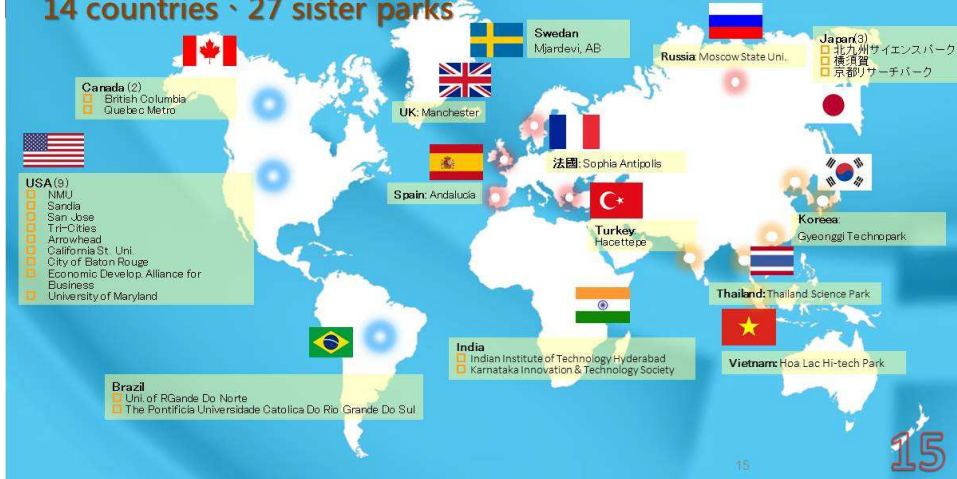 14 countries、27 sister parks
Swedan
Mjardevi, AB
Russia: Moscow State Uni.
Japan(3)
北九州サイエンスパーク
横須賀
京都リサーチパーク
Canada (2)
British Columbia
Quebec Metro
UK: Manchester
法國: Sophia Antipolis
USA(9)
NMU
Sandia
San Jose
Tri-Cities
Arrowhead
California St. Uni.
City of Baton Rouge
Economic Develop. Alliance for
Business
University of Maryland
Spain: Andalucía
Turkey:
Hacettepe
Koreea:
Gyeonggi Technopark
Thailand: Thailand Science Park
India
Indian Institute of Technology Hyderabad
Karnataka Innovation & Technology Society
Vietnam: Hoa Lac Hi-tech Park
Brazil
Uni. of RGande Do Norte
The Pontificia Universidade Catolica Do Rio Grande Do Sul
15
15